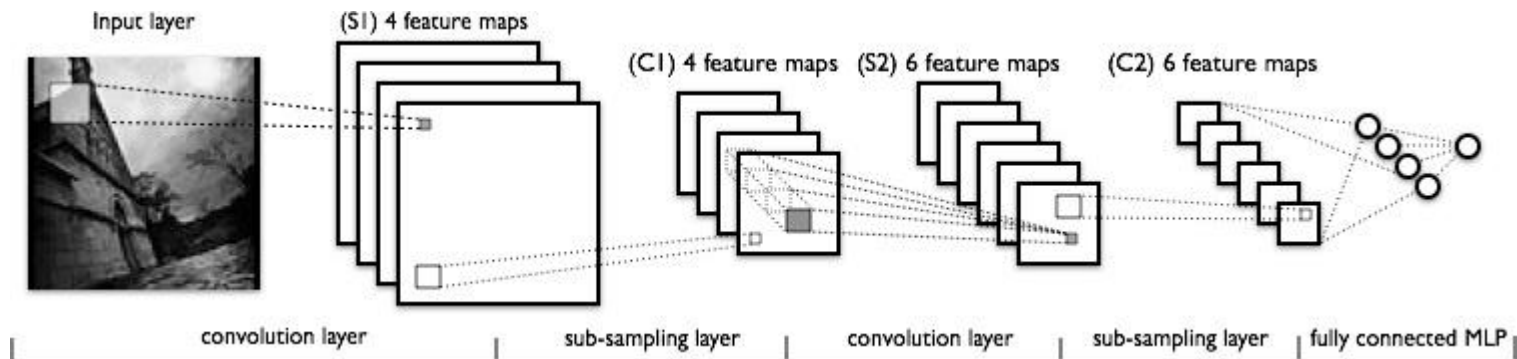 Input layer
(S1) 4 feature maps
(C1) 4 feature maps
(S2) 6 feature maps
(C2) 6 feature maps
convolution layer
sub-sampling layer
convolution layer
sub-sampling layer
fully connected MLP